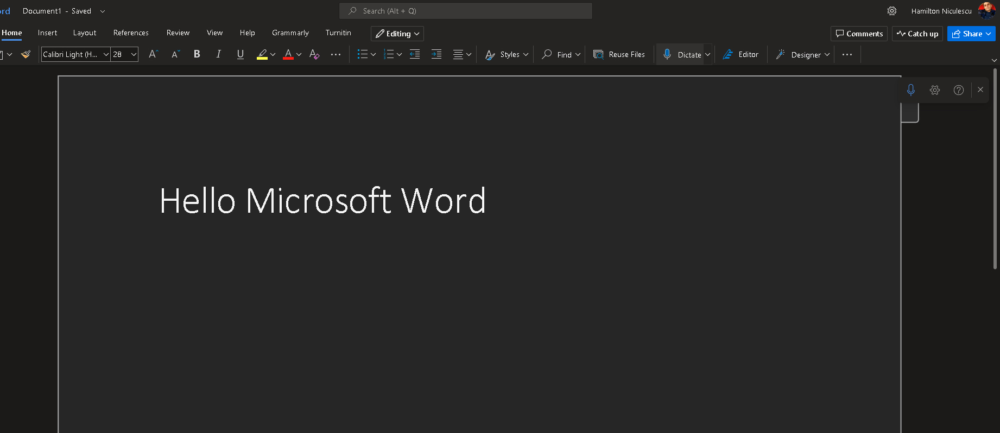 ord Document1 - Saved Search (Alt + Q) Hamilton Niculescu
Home Insert Layout References Review View Help Grammarly Turnitin Editing Comments Catch up Share
Calibri Light (H... 28 A A B I U A A ... Styles Find Reuse Files Dictate Editor Designer ...
Hello Microsoft Word